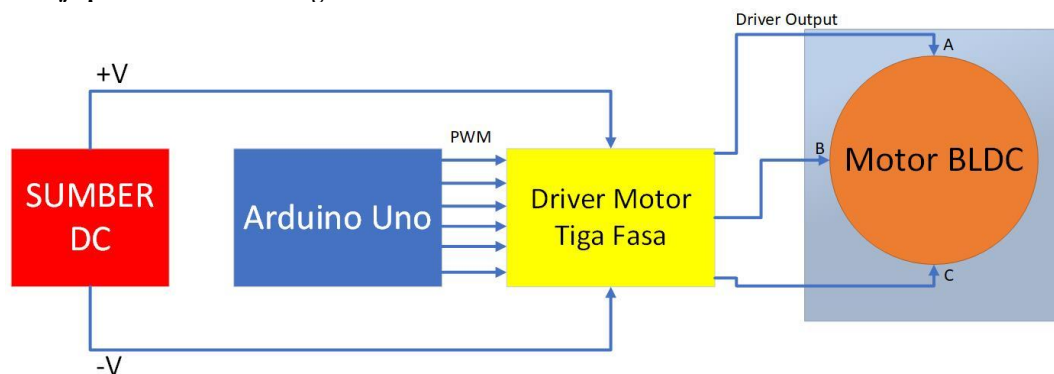 Driver Output
A
+V
PWM
B
SUMBER
DC
Arduino Uno
Driver Motor
Tiga Fasa
Motor BLDC
C
-V